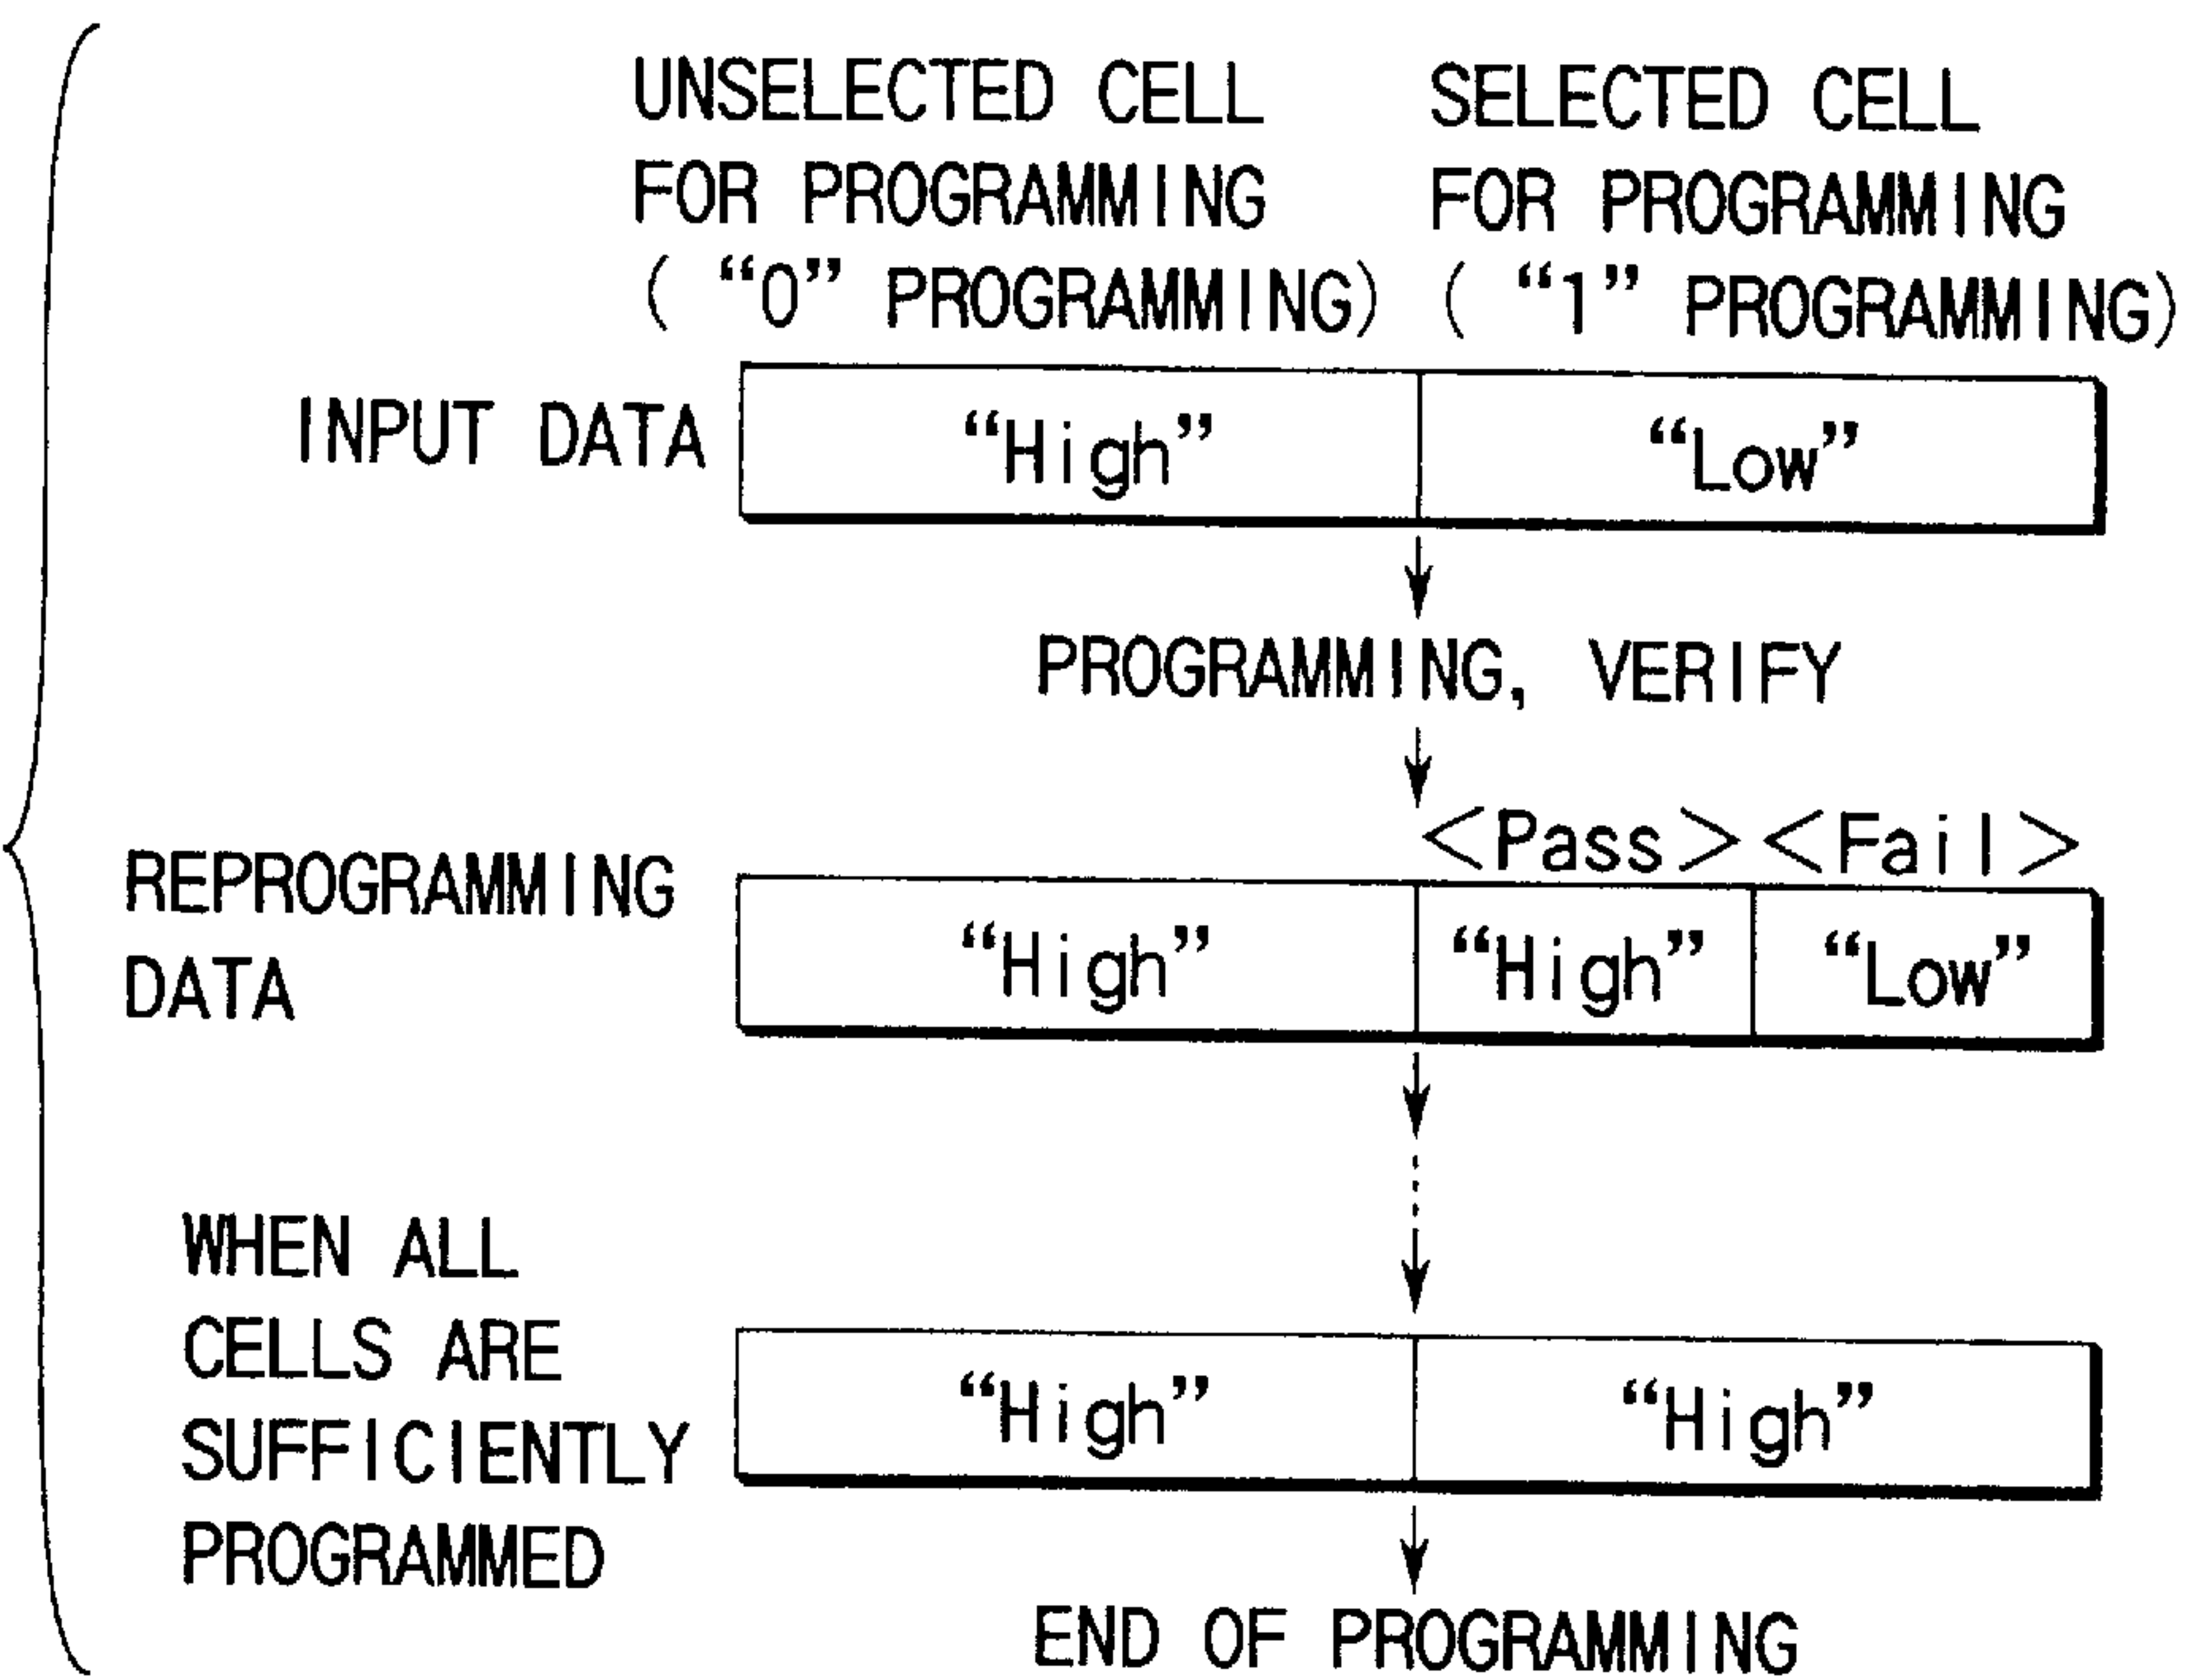 UNSELECTED CELL
FOR PROGRAMMING
( “0” PROGRAMMING)
SELECTED CELL
FOR PROGRAMMING
( “1” PROGRAMMING)
INPUT DATA
“High”
“Low”
PROGRAMMING, VERIFY
<Pass>
<Fail>
REPROGRAMMING
DATA
“High”
“High”
“Low”
WHEN ALL
CELLS ARE
SUFFICIENTLY
PROGRAMMED
“High”
“High”
END OF PROGRAMMING